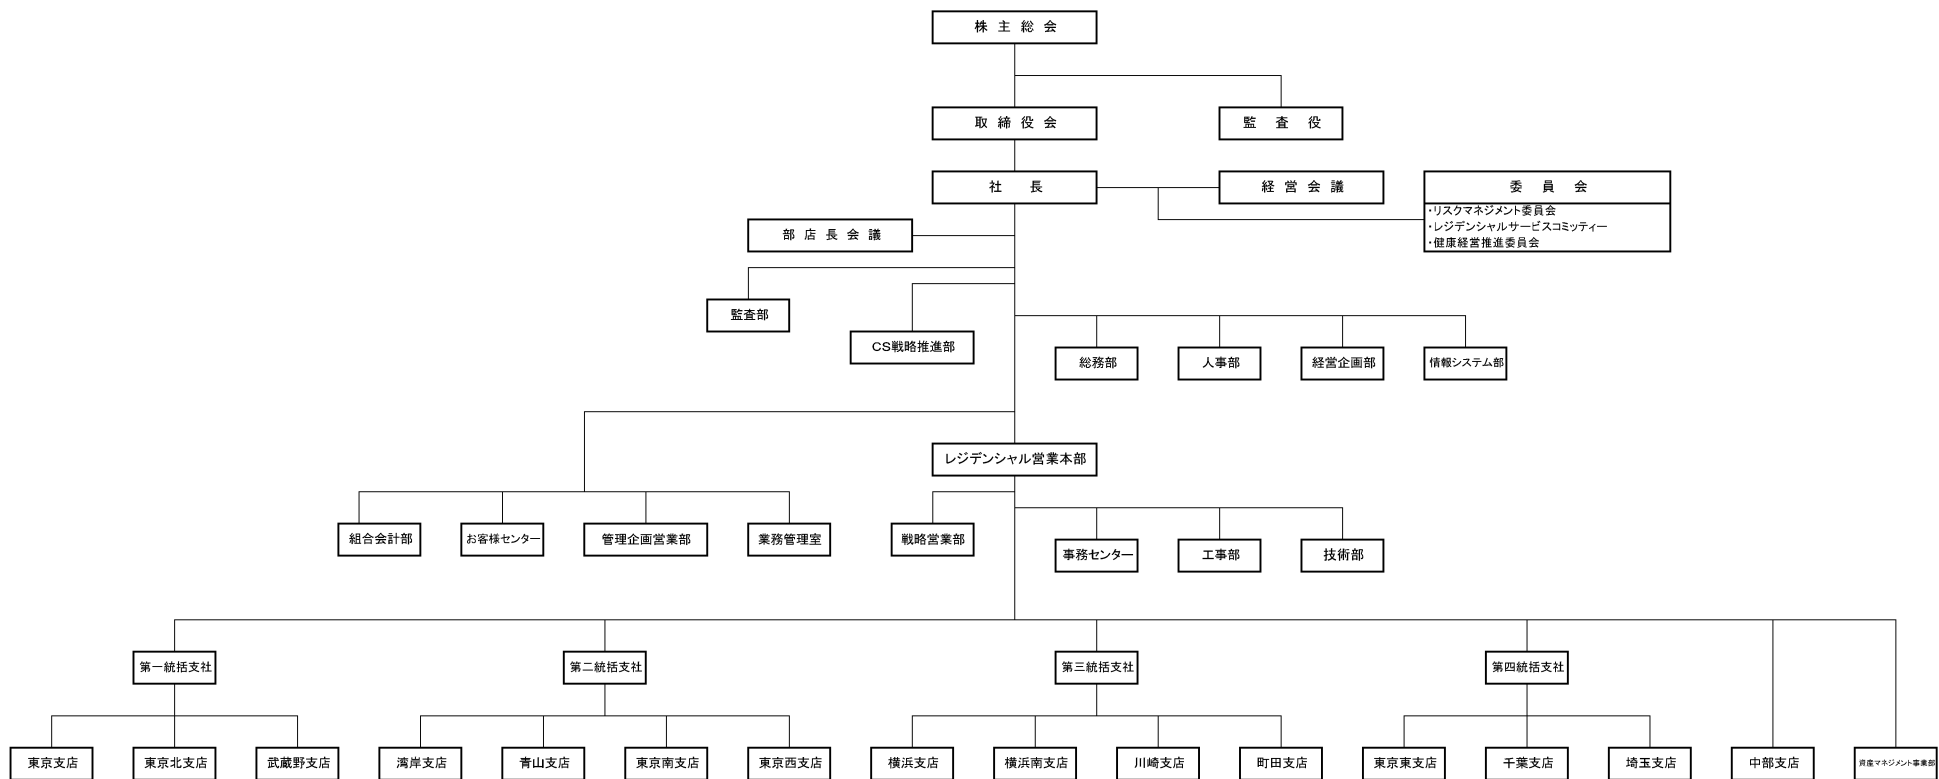 株主総会
取締役会
監査役
社長
経営会議
委員会
・リスクマネジメント委員会
・レジデンシャルサービスコミッティー
・健康経営推進委員会
部店長会議
監査部
CS戦略推進部
総務部
人事部
経営企画部
情報システム部
レジデンシャル営業本部
組合会計部
お客様センター
管理企画営業部
業務管理室
戦略営業部
事務センター
工事部
技術部
第一統括支社
第二統括支社
第三統括支社
第四統括支社
東京支店
東京北支店
武蔵野支店
湾岸支店
青山支店
東京南支店
東京西支店
横浜支店
横浜南支店
川崎支店
町田支店
東京東支店
千葉支店
埼玉支店
中部支店
資産マネジメント事業部